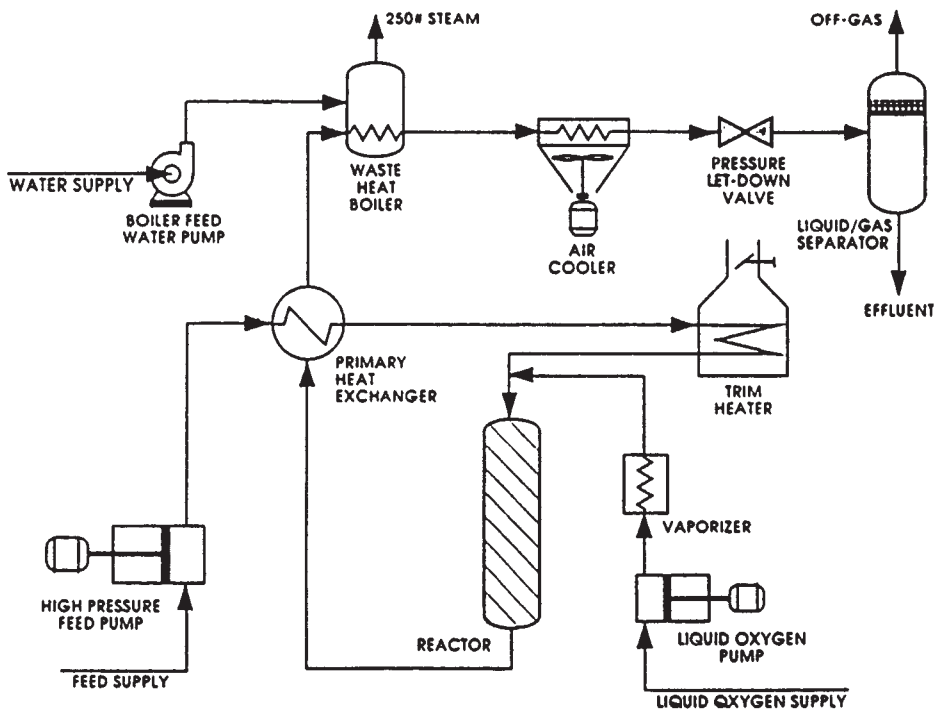 250# STEAM
OFF-GAS
WATER SUPPLY
BOILER FEED
WATER PUMP
WASTE
HEAT
BOILER
AIR
COOLER
PRESSURE
LET-DOWN
VALVE
LIQUID/GAS
SEPARATOR
EFFLUENT
PRIMARY
HEAT
EXCHANGER
TRIM
HEATER
VAPORIZER
HIGH PRESSURE
FEED PUMP
REACTOR
LIQUID OXYGEN
PUMP
FEED SUPPLY
LIQUID OXYGEN SUPPLY